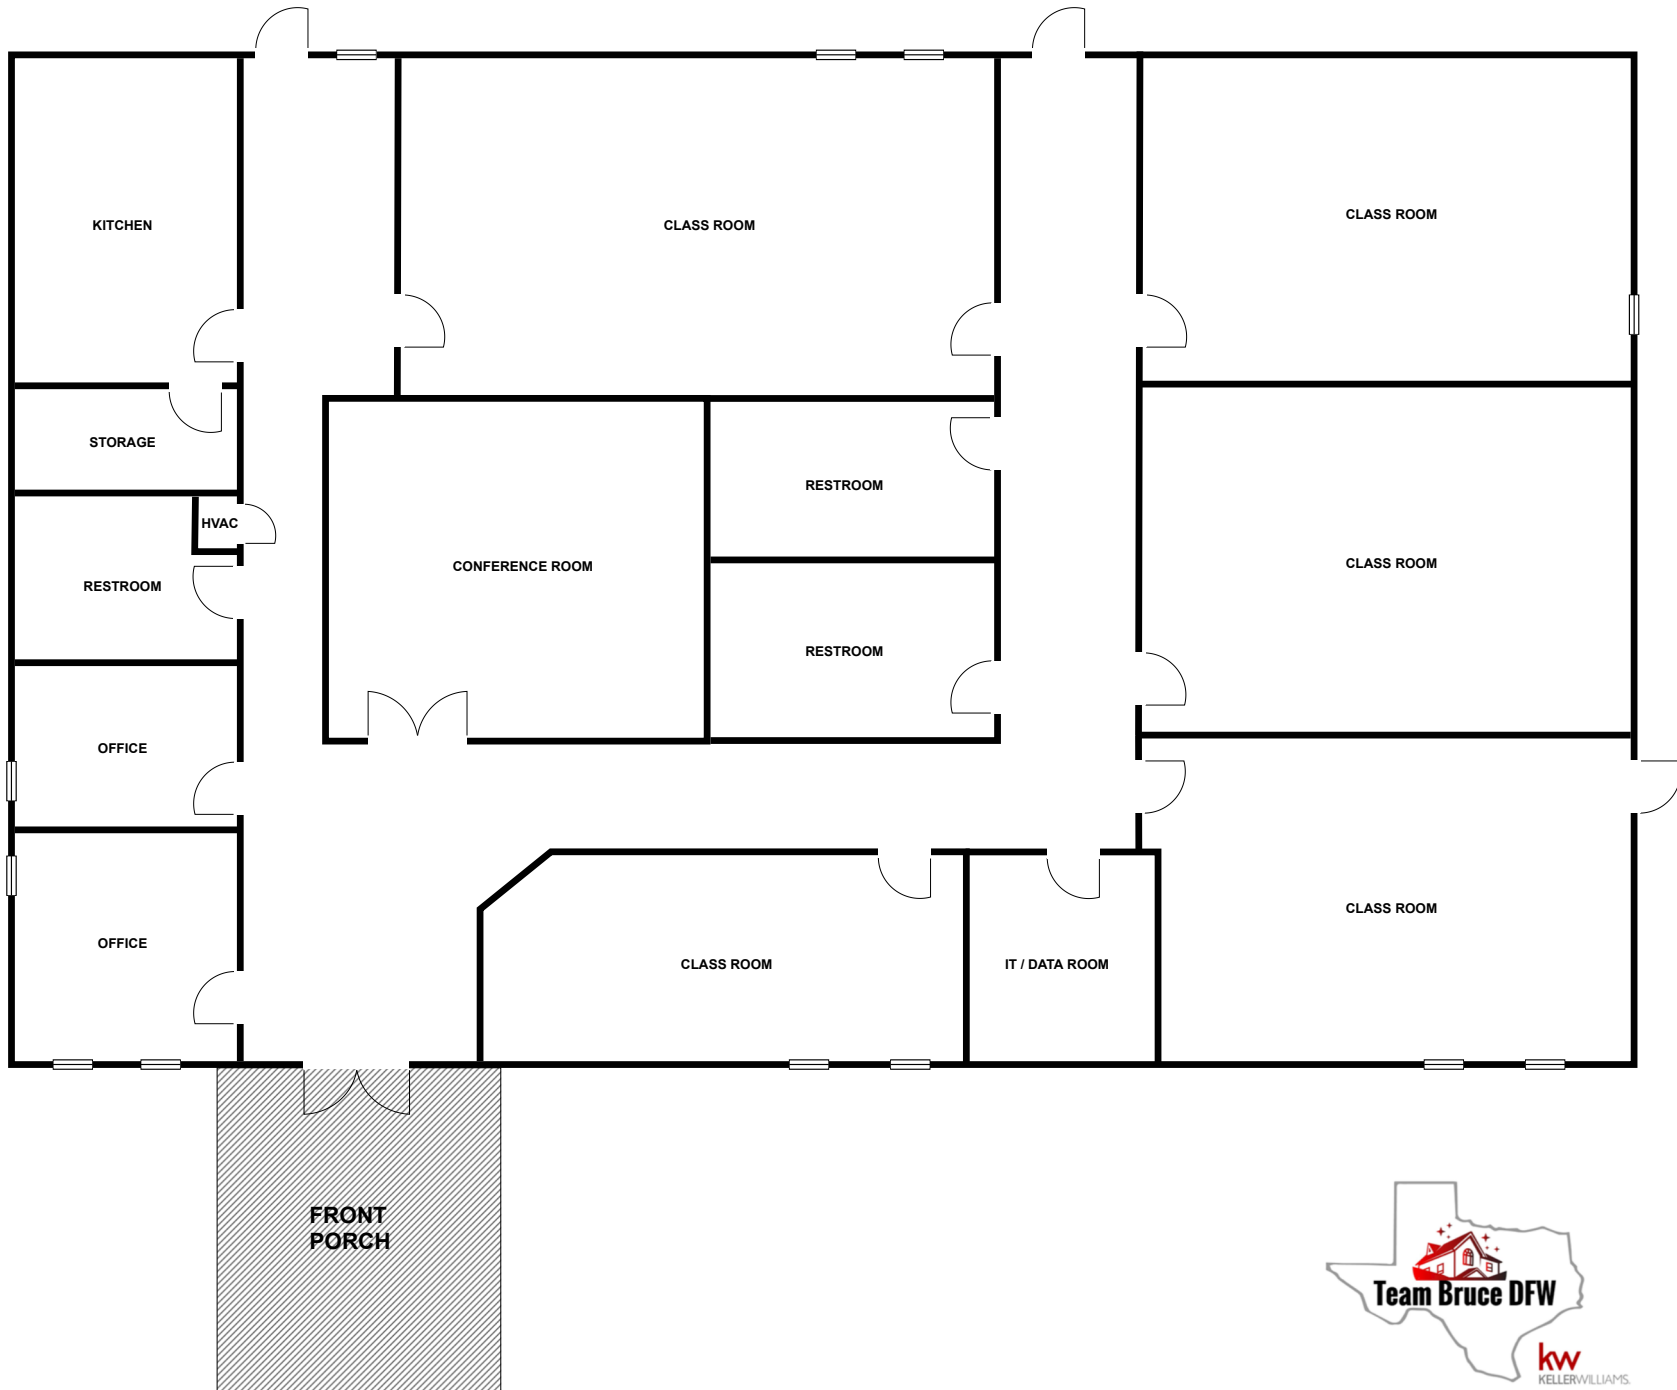 KITCHEN
CLASS ROOM
CLASS ROOM
STORAGE
RESTROOM
HVAC
CONFERENCE ROOM
CLASS ROOM
RESTROOM
RESTROOM
OFFICE
CLASS ROOM
OFFICE
CLASS ROOM
IT / DATA ROOM
FRONT
PORCH
Team Bruce DFW
kw
KELLERWILLIAMS.